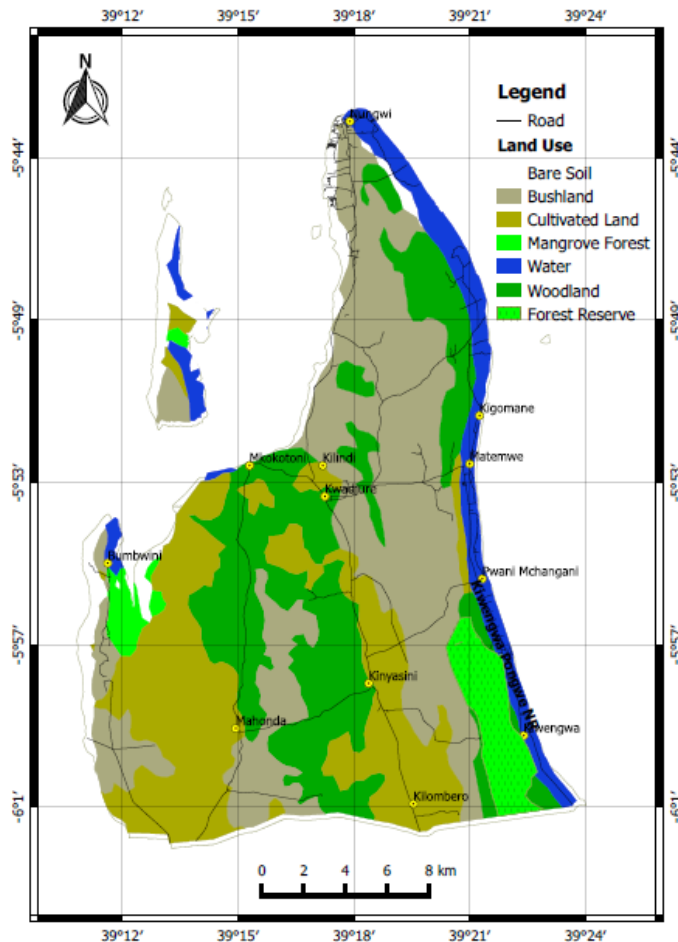 39°12′ 39°15′ 39°18′ 39°21′ 39°24′
N
Legend
Road
Land Use
Bare Soil
Bushland
Cultivated Land
Mangrove Forest
Water
Woodland
Forest Reserve
Nungwi
-5°44′ -5°44′
-5°49′ -5°49′
Kigomane
Mkokotoni Kilindi Matemwe
-5°53′ -5°53′
Bumbwini Pwani Mchangani
-5°57′ -5°57′
Kiwengwa Pongwe NP
Kinyasini
Mahonda Kiwengwa
Kilombero
-6°1′ -6°1′
0 2 4 6 8 km
39°12′ 39°15′ 39°18′ 39°21′ 39°24′